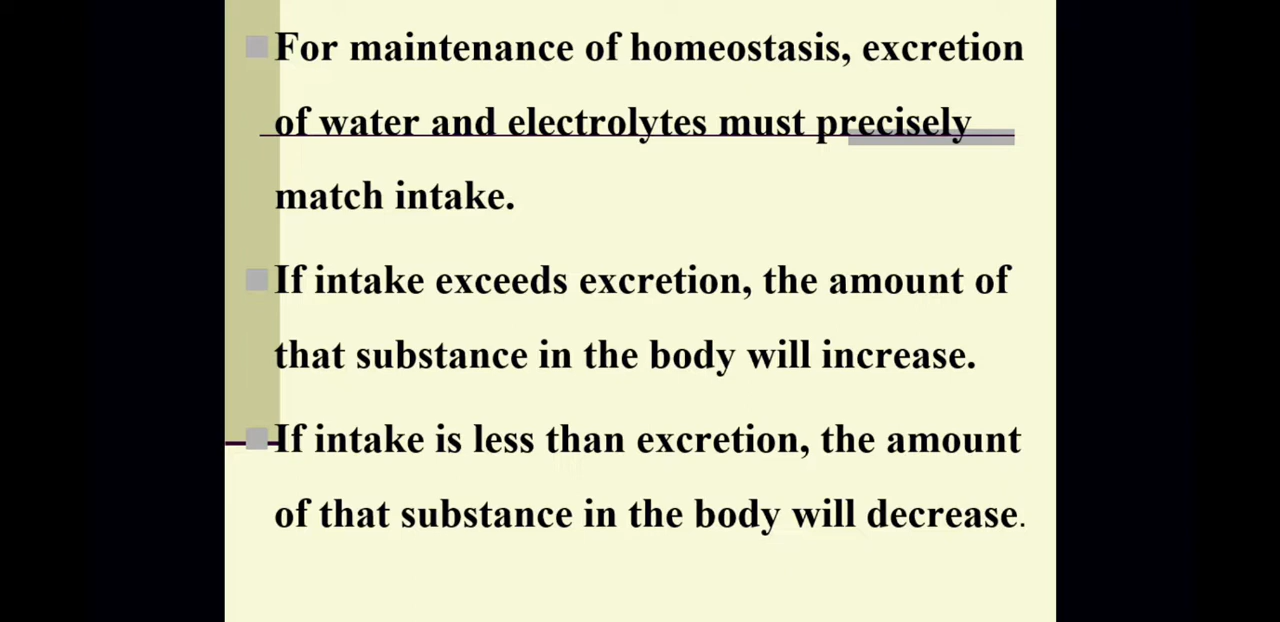 For maintenance of homeostasis, excretion
of water and electrolytes must precisely
match intake.
If intake exceeds excretion, the amount of
that substance in the body will increase.
If intake is less than excretion, the amount
of that substance in the body will decrease.